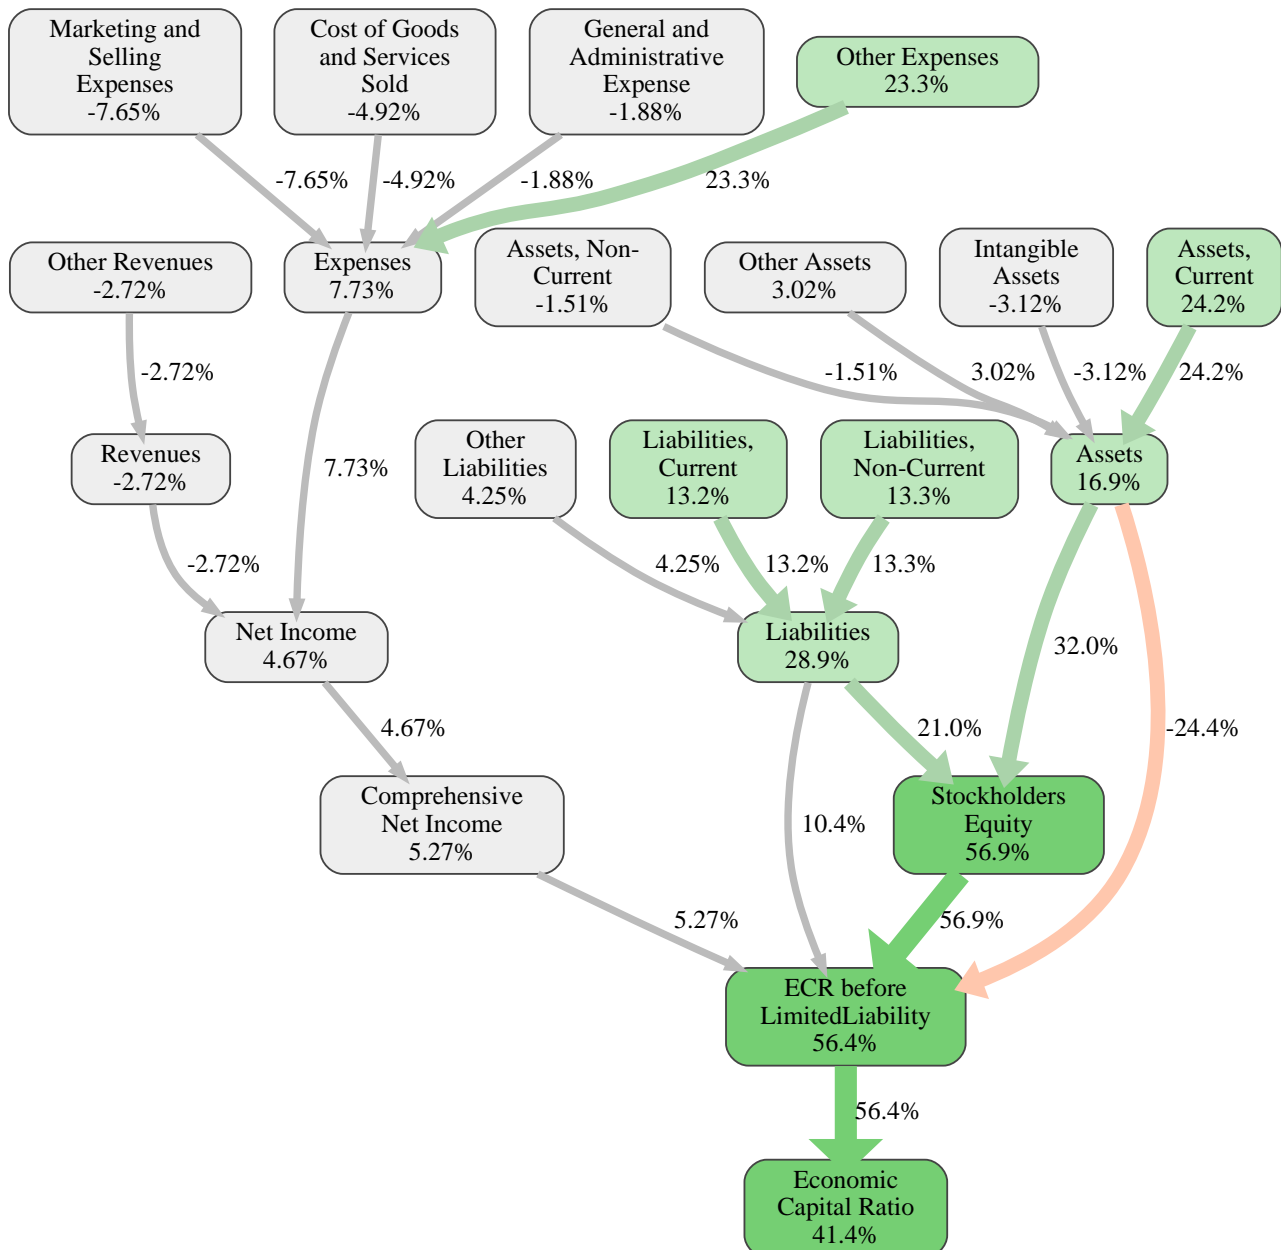 Marketing and
Selling
Expenses
-7.65%
Cost of Goods
and Services
Sold
-4.92%
General and
Administrative
Expense
-1.88%
Other Expenses
23.3%
-7.65%
-4.92%
-1.88%
23.3%
Other Revenues
-2.72%
Expenses
7.73%
Assets, Non-
Current
-1.51%
Other Assets
3.02%
Intangible
Assets
-3.12%
Assets,
Current
24.2%
-2.72%
-1.51%
3.02%
-3.12%
24.2%
Revenues
-2.72%
7.73%
Other
Liabilities
4.25%
Liabilities,
Current
13.2%
Liabilities,
Non-Current
13.3%
Assets
16.9%
-2.72%
4.25%
13.2%
13.3%
Net Income
4.67%
Liabilities
28.9%
32.0%
4.67%
21.0%
-24.4%
Comprehensive
Net Income
5.27%
10.4%
Stockholders
Equity
56.9%
5.27%
56.9%
ECR before
LimitedLiability
56.4%
56.4%
Economic
Capital Ratio
41.4%